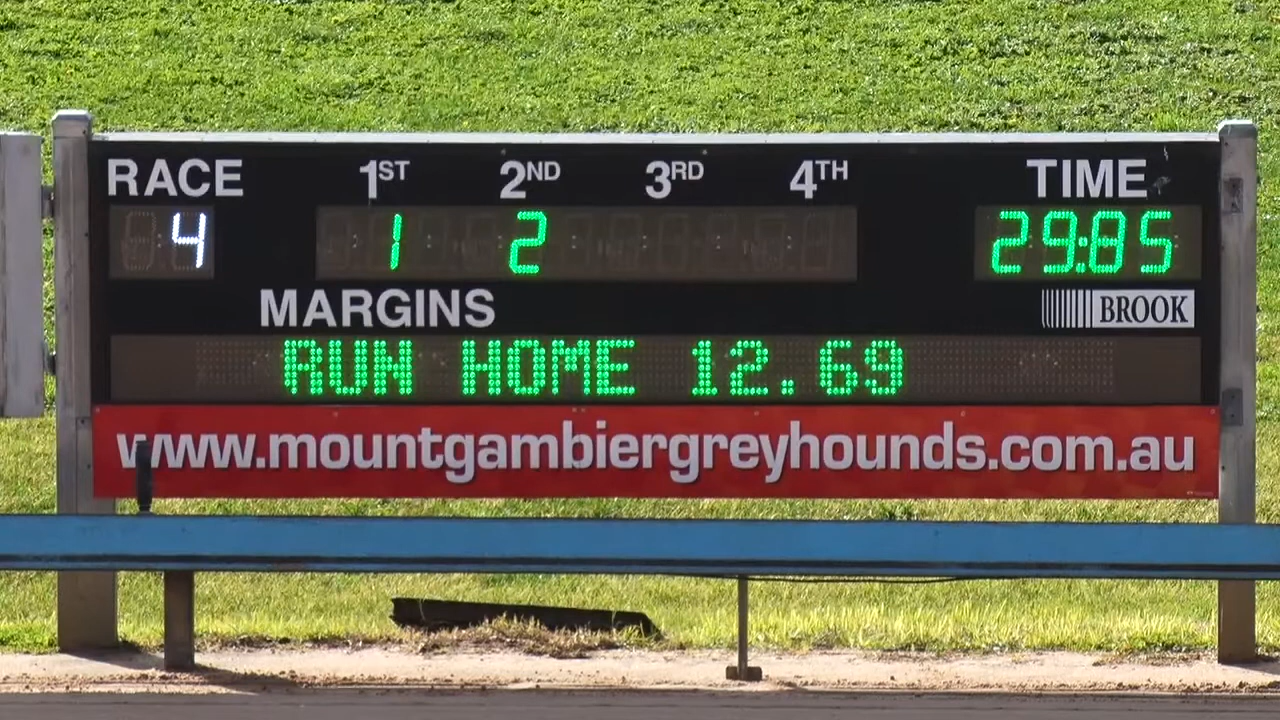 RACE 1ST 2ND 3RD 4TH TIME
4 1 2 29:85
MARGINS BROOK
RUN HOME 12.69
www.mountgambiergreyhounds.com.au